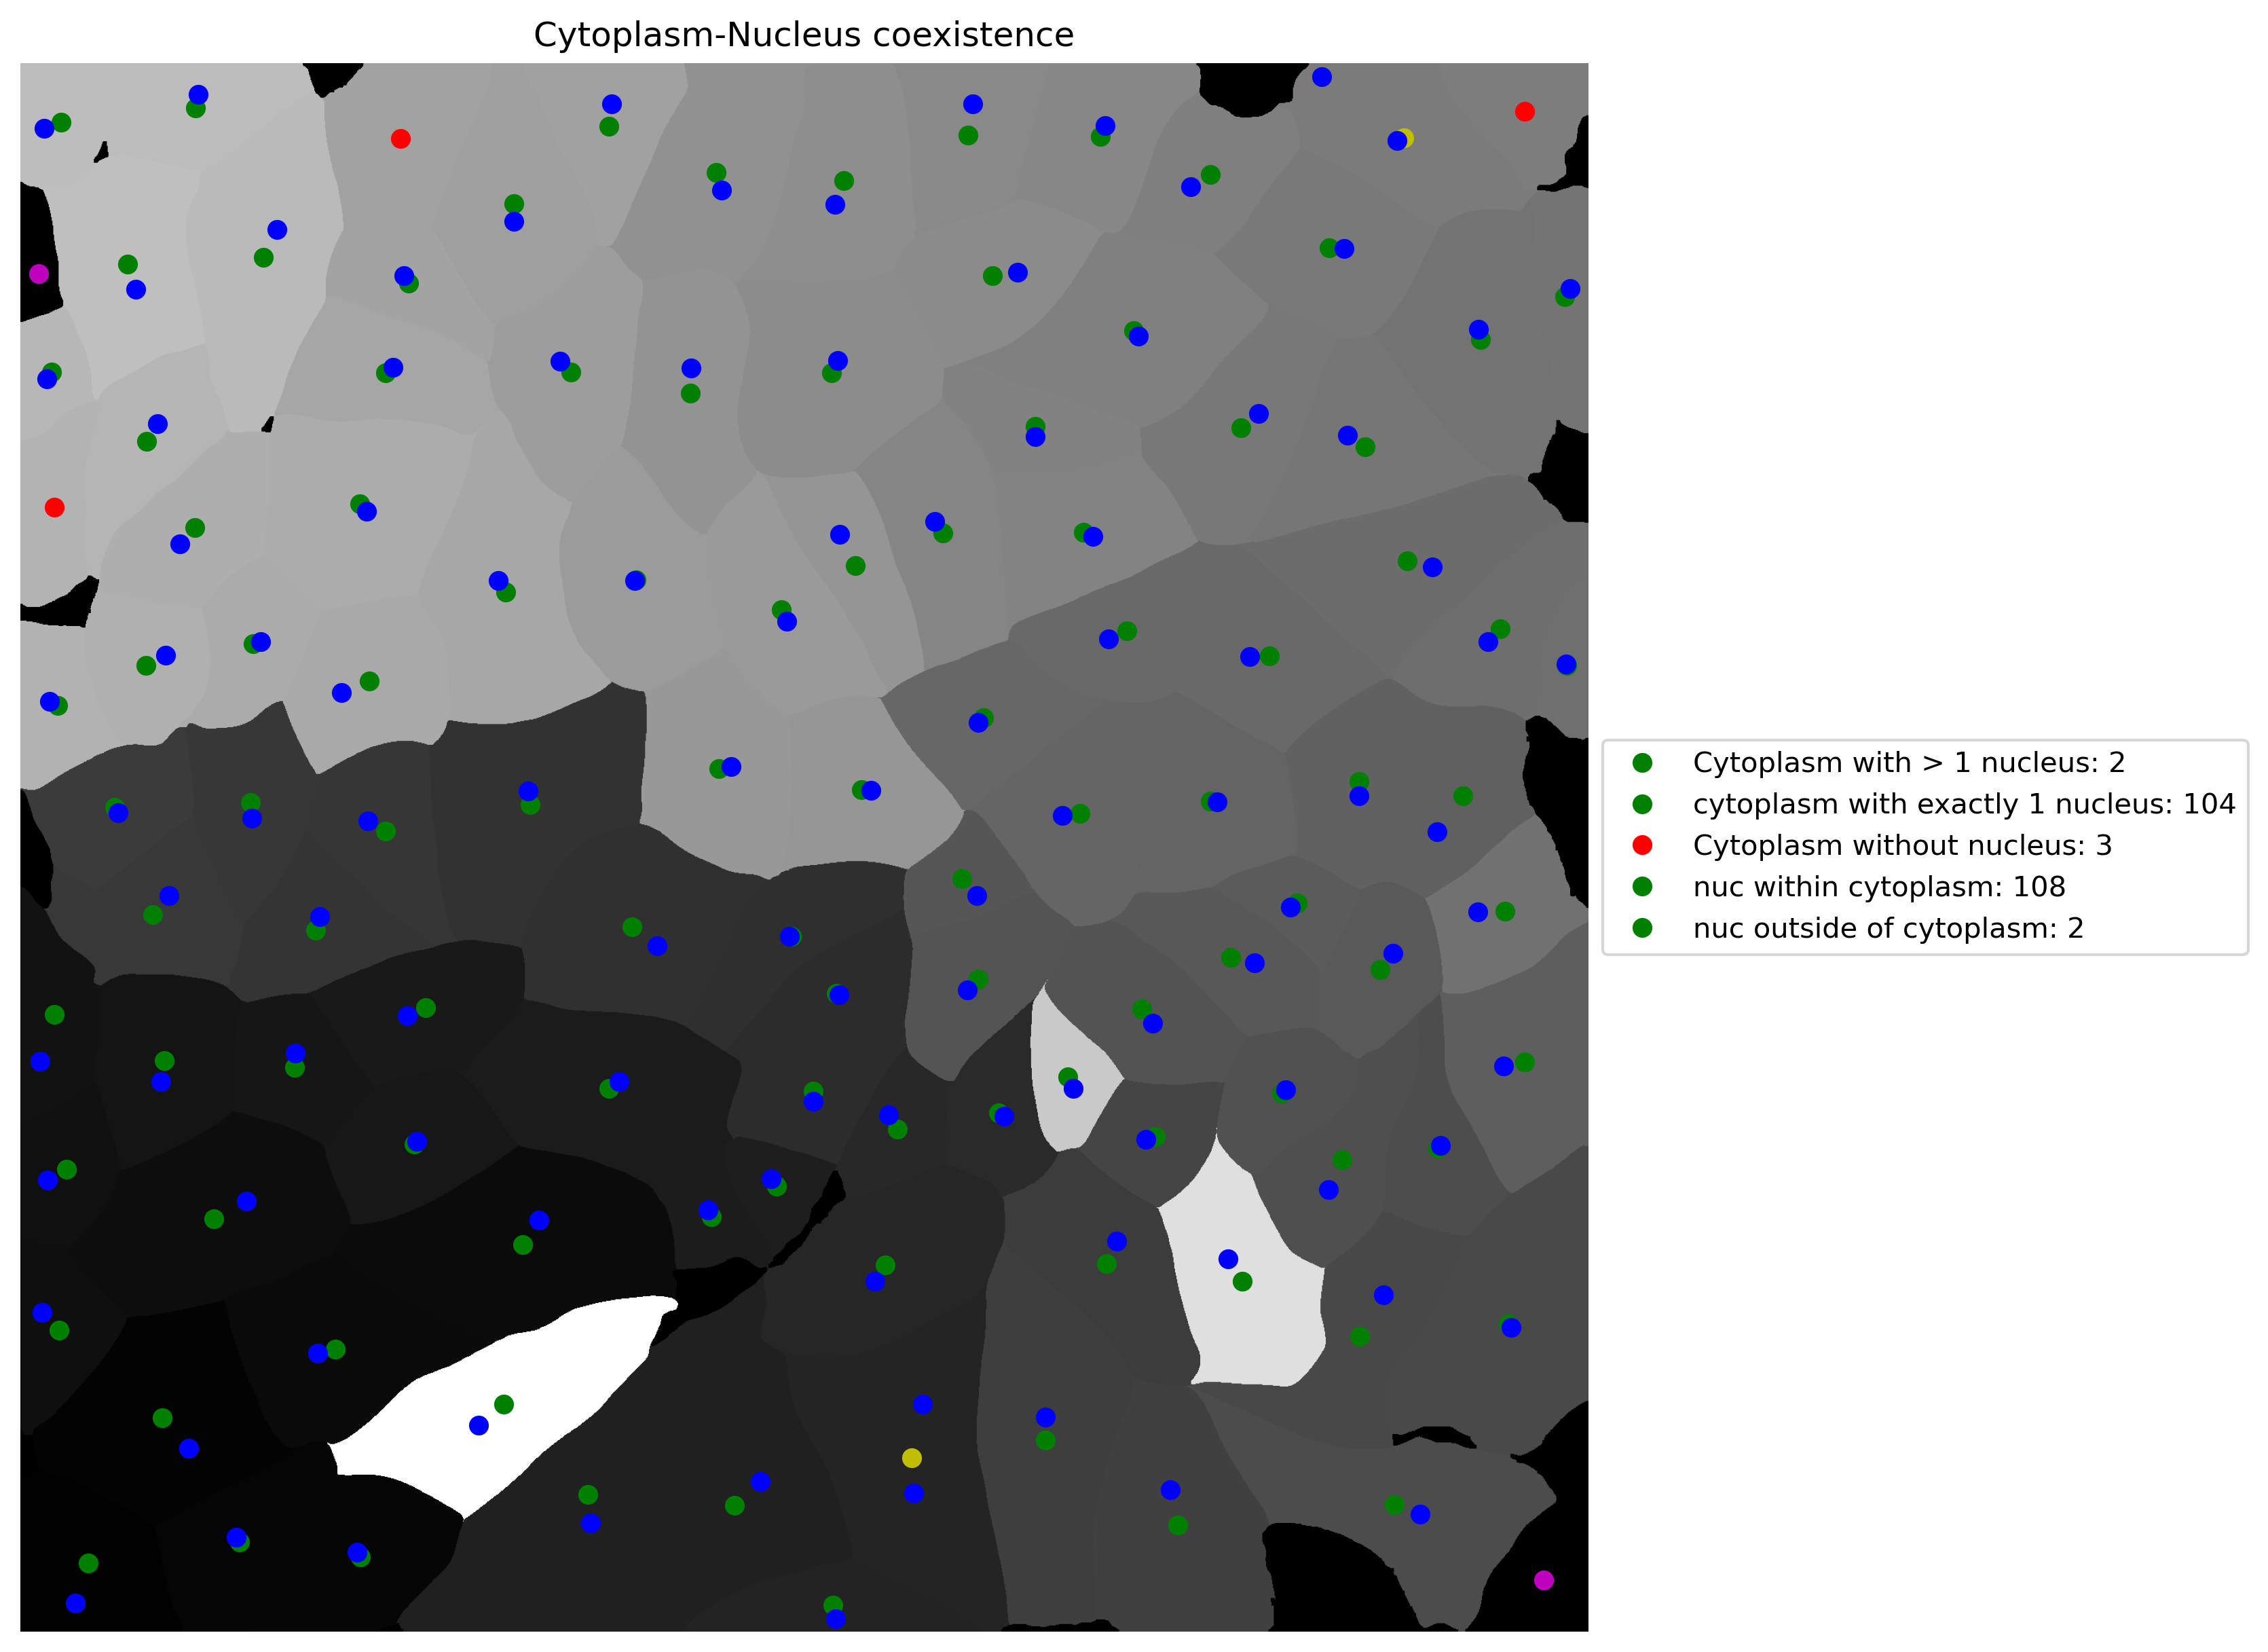 Cytoplasm-Nucleus coexistence
Cytoplasm with > 1 nucleus: 2
cytoplasm with exactly 1 nucleus: 104
Cytoplasm without nucleus: 3
nuc within cytoplasm: 108
nuc outside of cytoplasm: 2